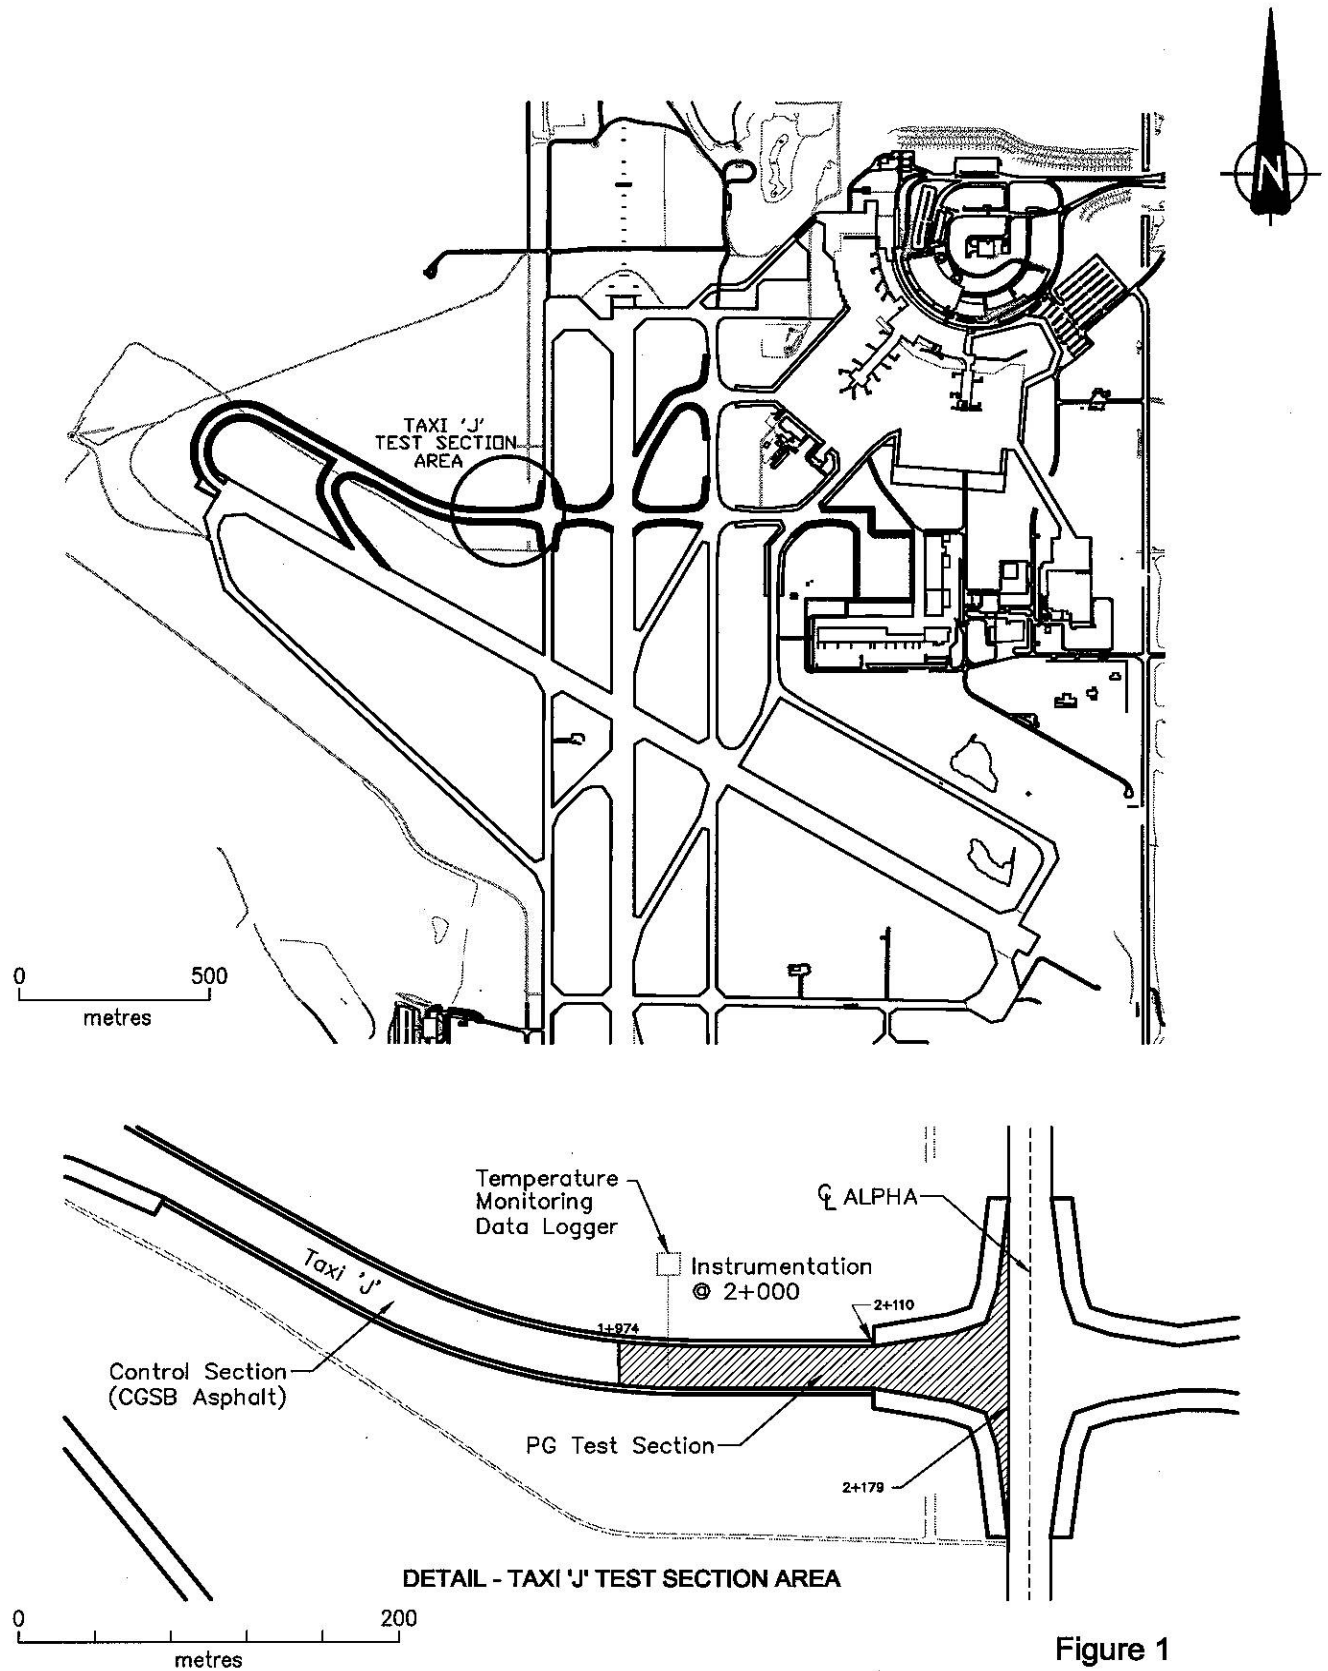 N
TAXI 'J'
TEST SECTION
AREA
0 500
metres
Temperature
Monitoring
Data Logger
℄ ALPHA
Instrumentation
@ 2+000
2+110
1+974
Taxi 'J'
Control Section
(CGSB Asphalt)
PG Test Section
2+179
DETAIL - TAXI 'J' TEST SECTION AREA
0 200
metres
Figure 1